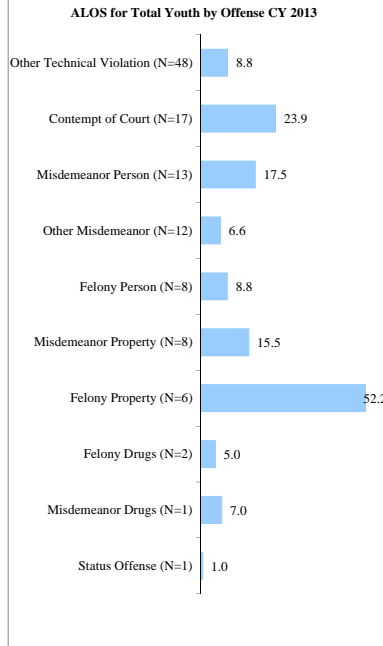 ALOS for Total Youth by Offense CY 2013
Other Technical Violation (N=48) 8.8
Contempt of Court (N=17) 23.9
Misdemeanor Person (N=13) 17.5
Other Misdemeanor (N=12) 6.6
Felony Person (N=8) 8.8
Misdemeanor Property (N=8) 15.5
Felony Property (N=6) 52.2
Felony Drugs (N=2) 5.0
Misdemeanor Drugs (N=1) 7.0
Status Offense (N=1) 1.0